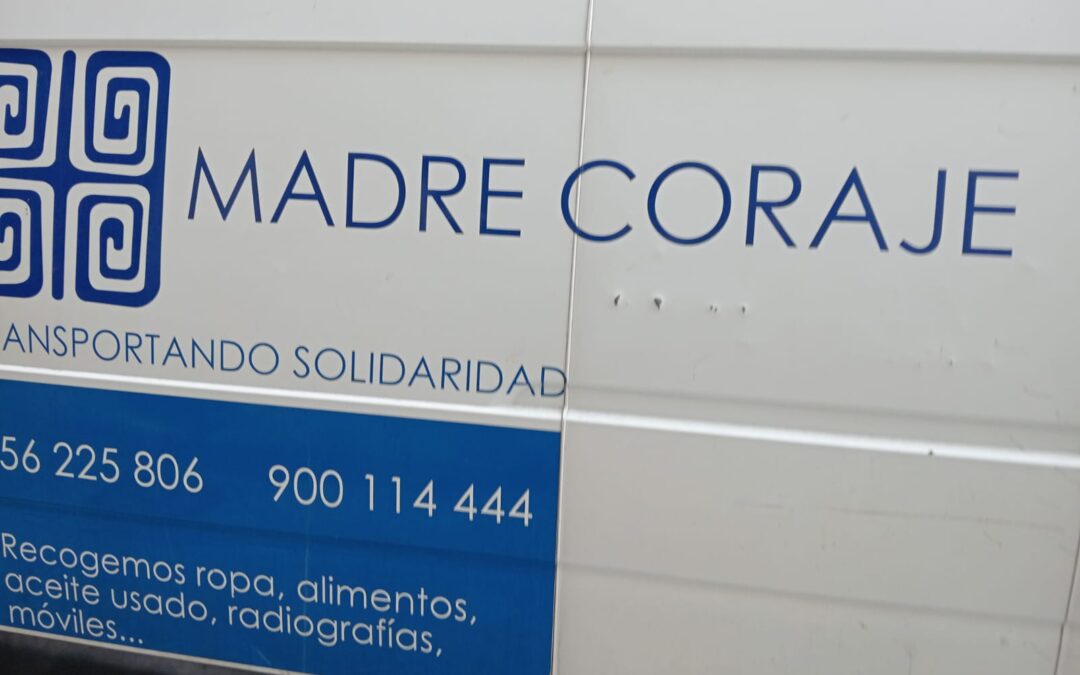 MADRE CORAJE
ANSPORTANDO SOLIDARIDAD
56 225 806 900 114 444
Recogemos ropa, alimentos,
aceite usado, radiografías,
móviles...